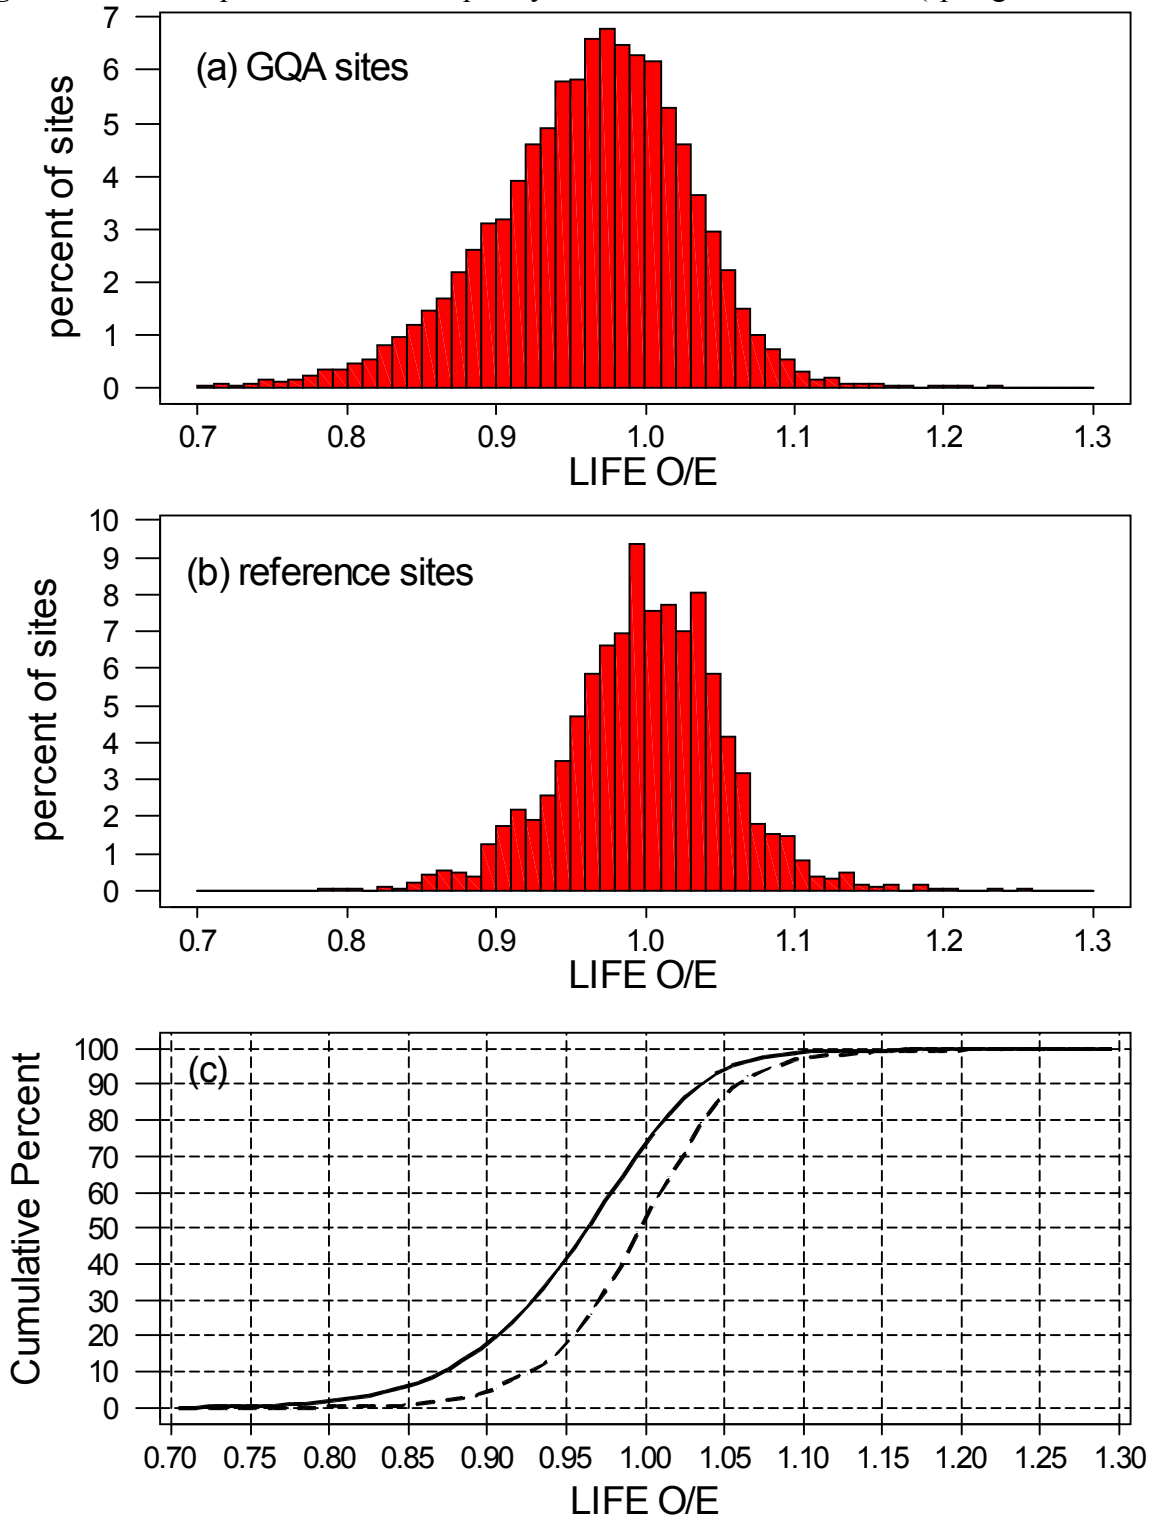 7
6
5
4
3
2
1
0
percent of sites
(a) GQA sites
0.7 0.8 0.9 1.0 1.1 1.2 1.3
LIFE O/E
10
9
8
7
6
5
4
3
2
1
0
percent of sites
(b) reference sites
0.7 0.8 0.9 1.0 1.1 1.2 1.3
LIFE O/E
100
90
80
70
60
50
40
30
20
10
0
Cumulative Percent
(c)
0.70 0.75 0.80 0.85 0.90 0.95 1.00 1.05 1.10 1.15 1.20 1.25 1.30
LIFE O/E